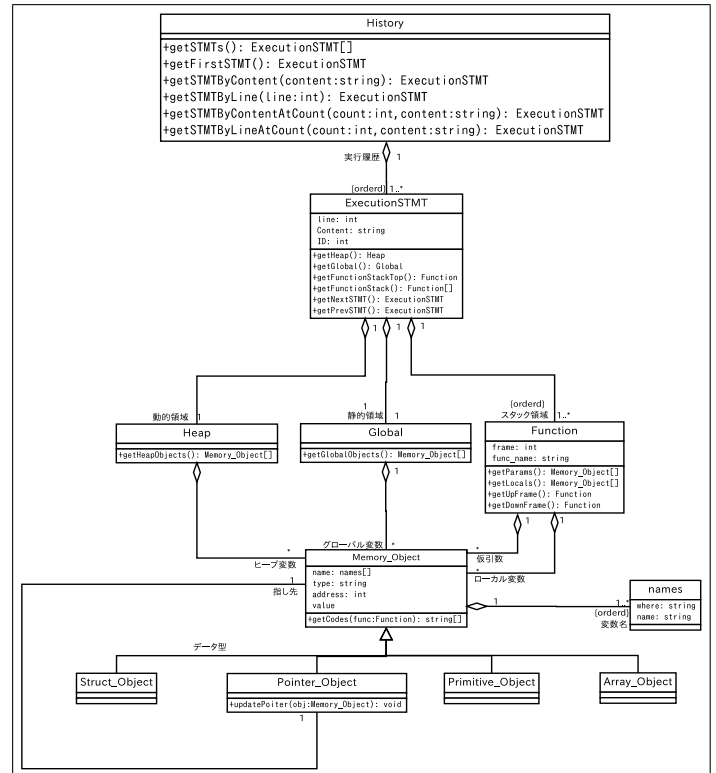 History
+getSTMTs(): ExecutionSTMT[]
+getFirstSTMT(): ExecutionSTMT
+getSTMTByContent(content:string): ExecutionSTMT
+getSTMTByLine(line:int): ExecutionSTMT
+getSTMTByContentAtCount(count:int,content:string): ExecutionSTMT
+getSTMTByLineAtCount(count:int,content:string): ExecutionSTMT
実行履歴 1
{orderd} 1..*
ExecutionSTMT
line: int
Content: string
ID: int
+getHeap(): Heap
+getGlobal(): Global
+getFunctionStackTop(): Function
+getFunctionStack(): Function[]
+getNextSTMT(): ExecutionSTMT
+getPrevSTMT(): ExecutionSTMT
1 1 1
動的領域 1
1
静的領域 1
{orderd}
スタック領域 1..*
Heap
+getHeapObjects(): Memory_Object[]
Global
+getGlobalObjects(): Memory_Object[]
1
Function
frame: int
func_name: string
+getParams(): Memory_Object[]
+getLocals(): Memory_Object[]
+getUpFrame(): Function
+getDownFrame(): Function
1 1
グローバル変数 *
*
ヒープ変数
1
指し先
*
仮引数
*
ローカル変数
Memory_Object
name: names[]
type: string
address: int
value
+getCodes(func:Function): string[]
1
1..*
{orderd}
変数名
names
where: string
name: string
データ型
Struct_Object
Pointer_Object
+updatePoiter(obj:Memory_Object): void
1
Primitive_Object
Array_Object